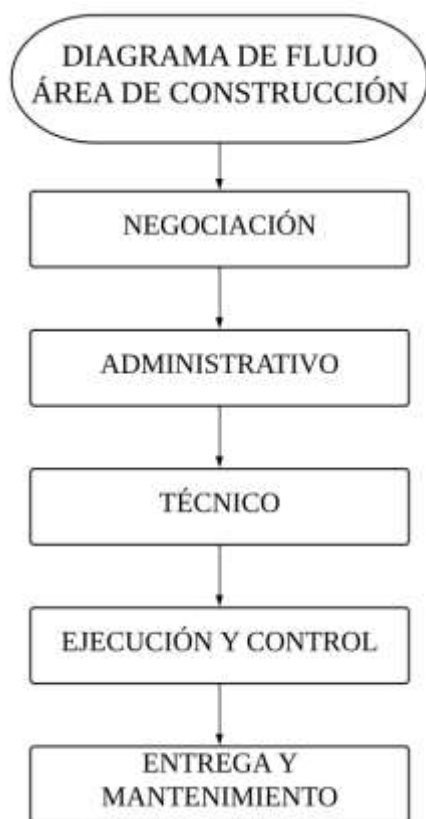 DIAGRAMA DE FLUJO
ÁREA DE CONSTRUCCIÓN
NEGOCIACIÓN
ADMINISTRATIVO
TÉCNICO
EJECUCIÓN Y CONTROL
ENTREGA Y
MANTENIMIENTO